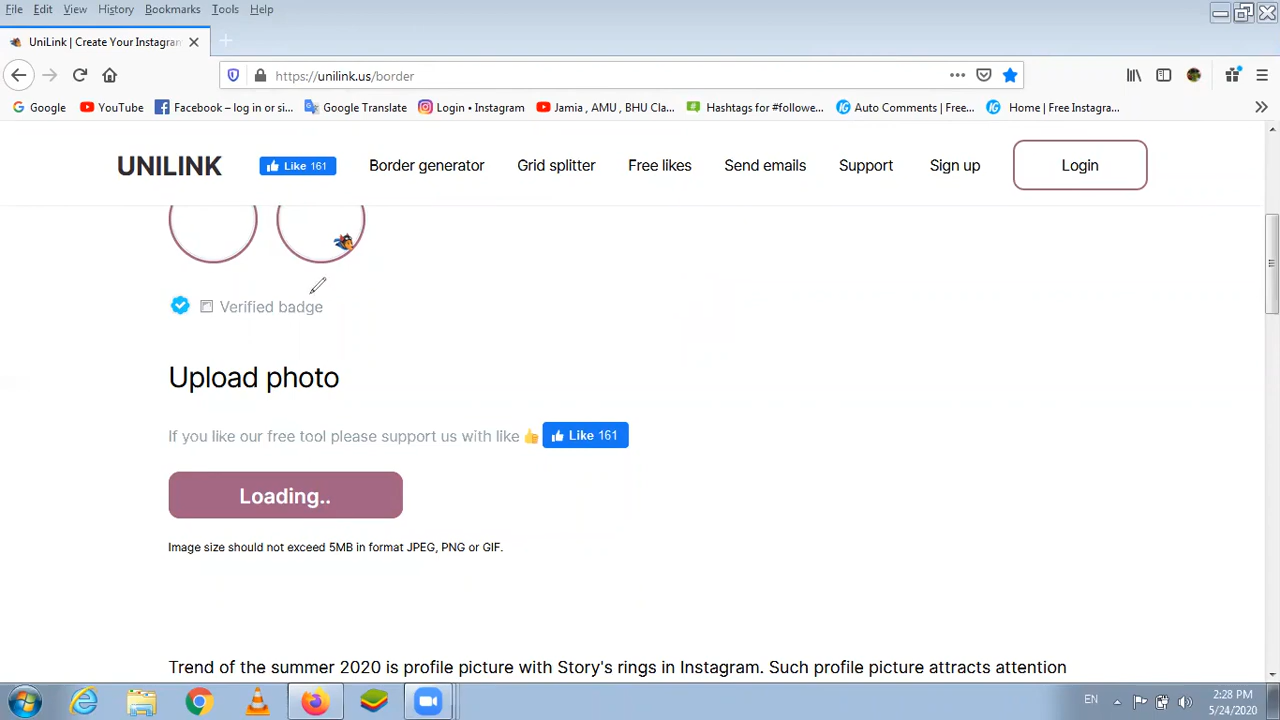 File Edit View History Bookmarks Tools Help
UniLink | Create Your Instagran
https://unilink.us/border
Google YouTube Facebook – log in or si... Google Translate Login • Instagram Jamia , AMU , BHU Cla... Hashtags for #followe... Auto Comments | Free... Home | Free Instagra...
UNILINK Like 161 Border generator Grid splitter Free likes Send emails Support Sign up Login
Verified badge
Upload photo
If you like our free tool please support us with like Like 161
Loading..
Image size should not exceed 5MB in format JPEG, PNG or GIF.
Trend of the summer 2020 is profile picture with Story's rings in Instagram. Such profile picture attracts attention
EN 2:28 PM
5/24/2020